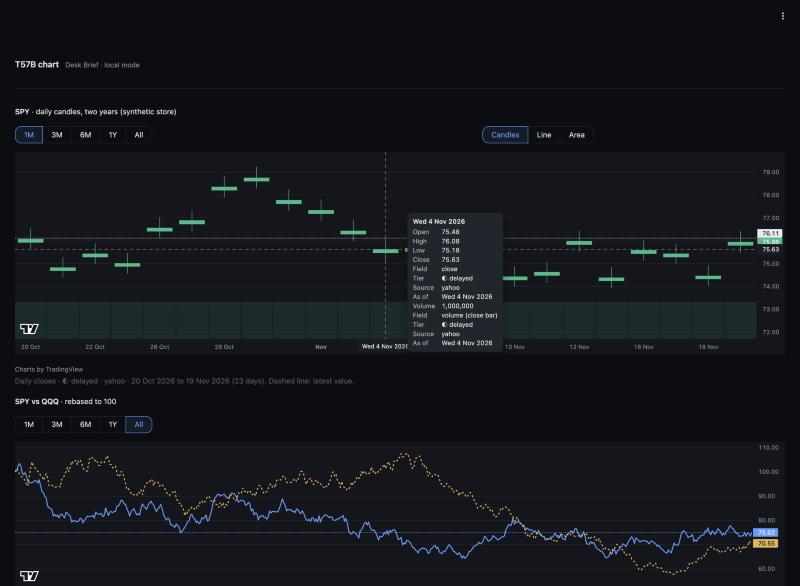 T57B chart Desk Brief · local mode
SPY · daily candles, two years (synthetic store)
1M 3M 6M 1Y All
Candles Line Area
79.00
78.00
77.00
76.11
75.98
75.63
75.00
74.00
73.00
72.00
Wed 4 Nov 2026
Open 75.48
High 76.08
Low 75.18
Close 75.63
Field close
Tier ◐ delayed
Source yahoo
As of Wed 4 Nov 2026
Volume 1,000,000
Field volume (close bar)
Tier ◐ delayed
Source yahoo
As of Wed 4 Nov 2026
20 Oct 22 Oct 26 Oct 28 Oct Nov Wed 4 Nov 2026 10 Nov 12 Nov 16 Nov 18 Nov
Charts by TradingView
Daily closes · ◐ delayed · yahoo · 20 Oct 2026 to 19 Nov 2026 (23 days). Dashed line: latest value.
SPY vs QQQ · rebased to 100
1M 3M 6M 1Y All
110.00
100.00
90.00
80.00
75.02
70.55
60.00